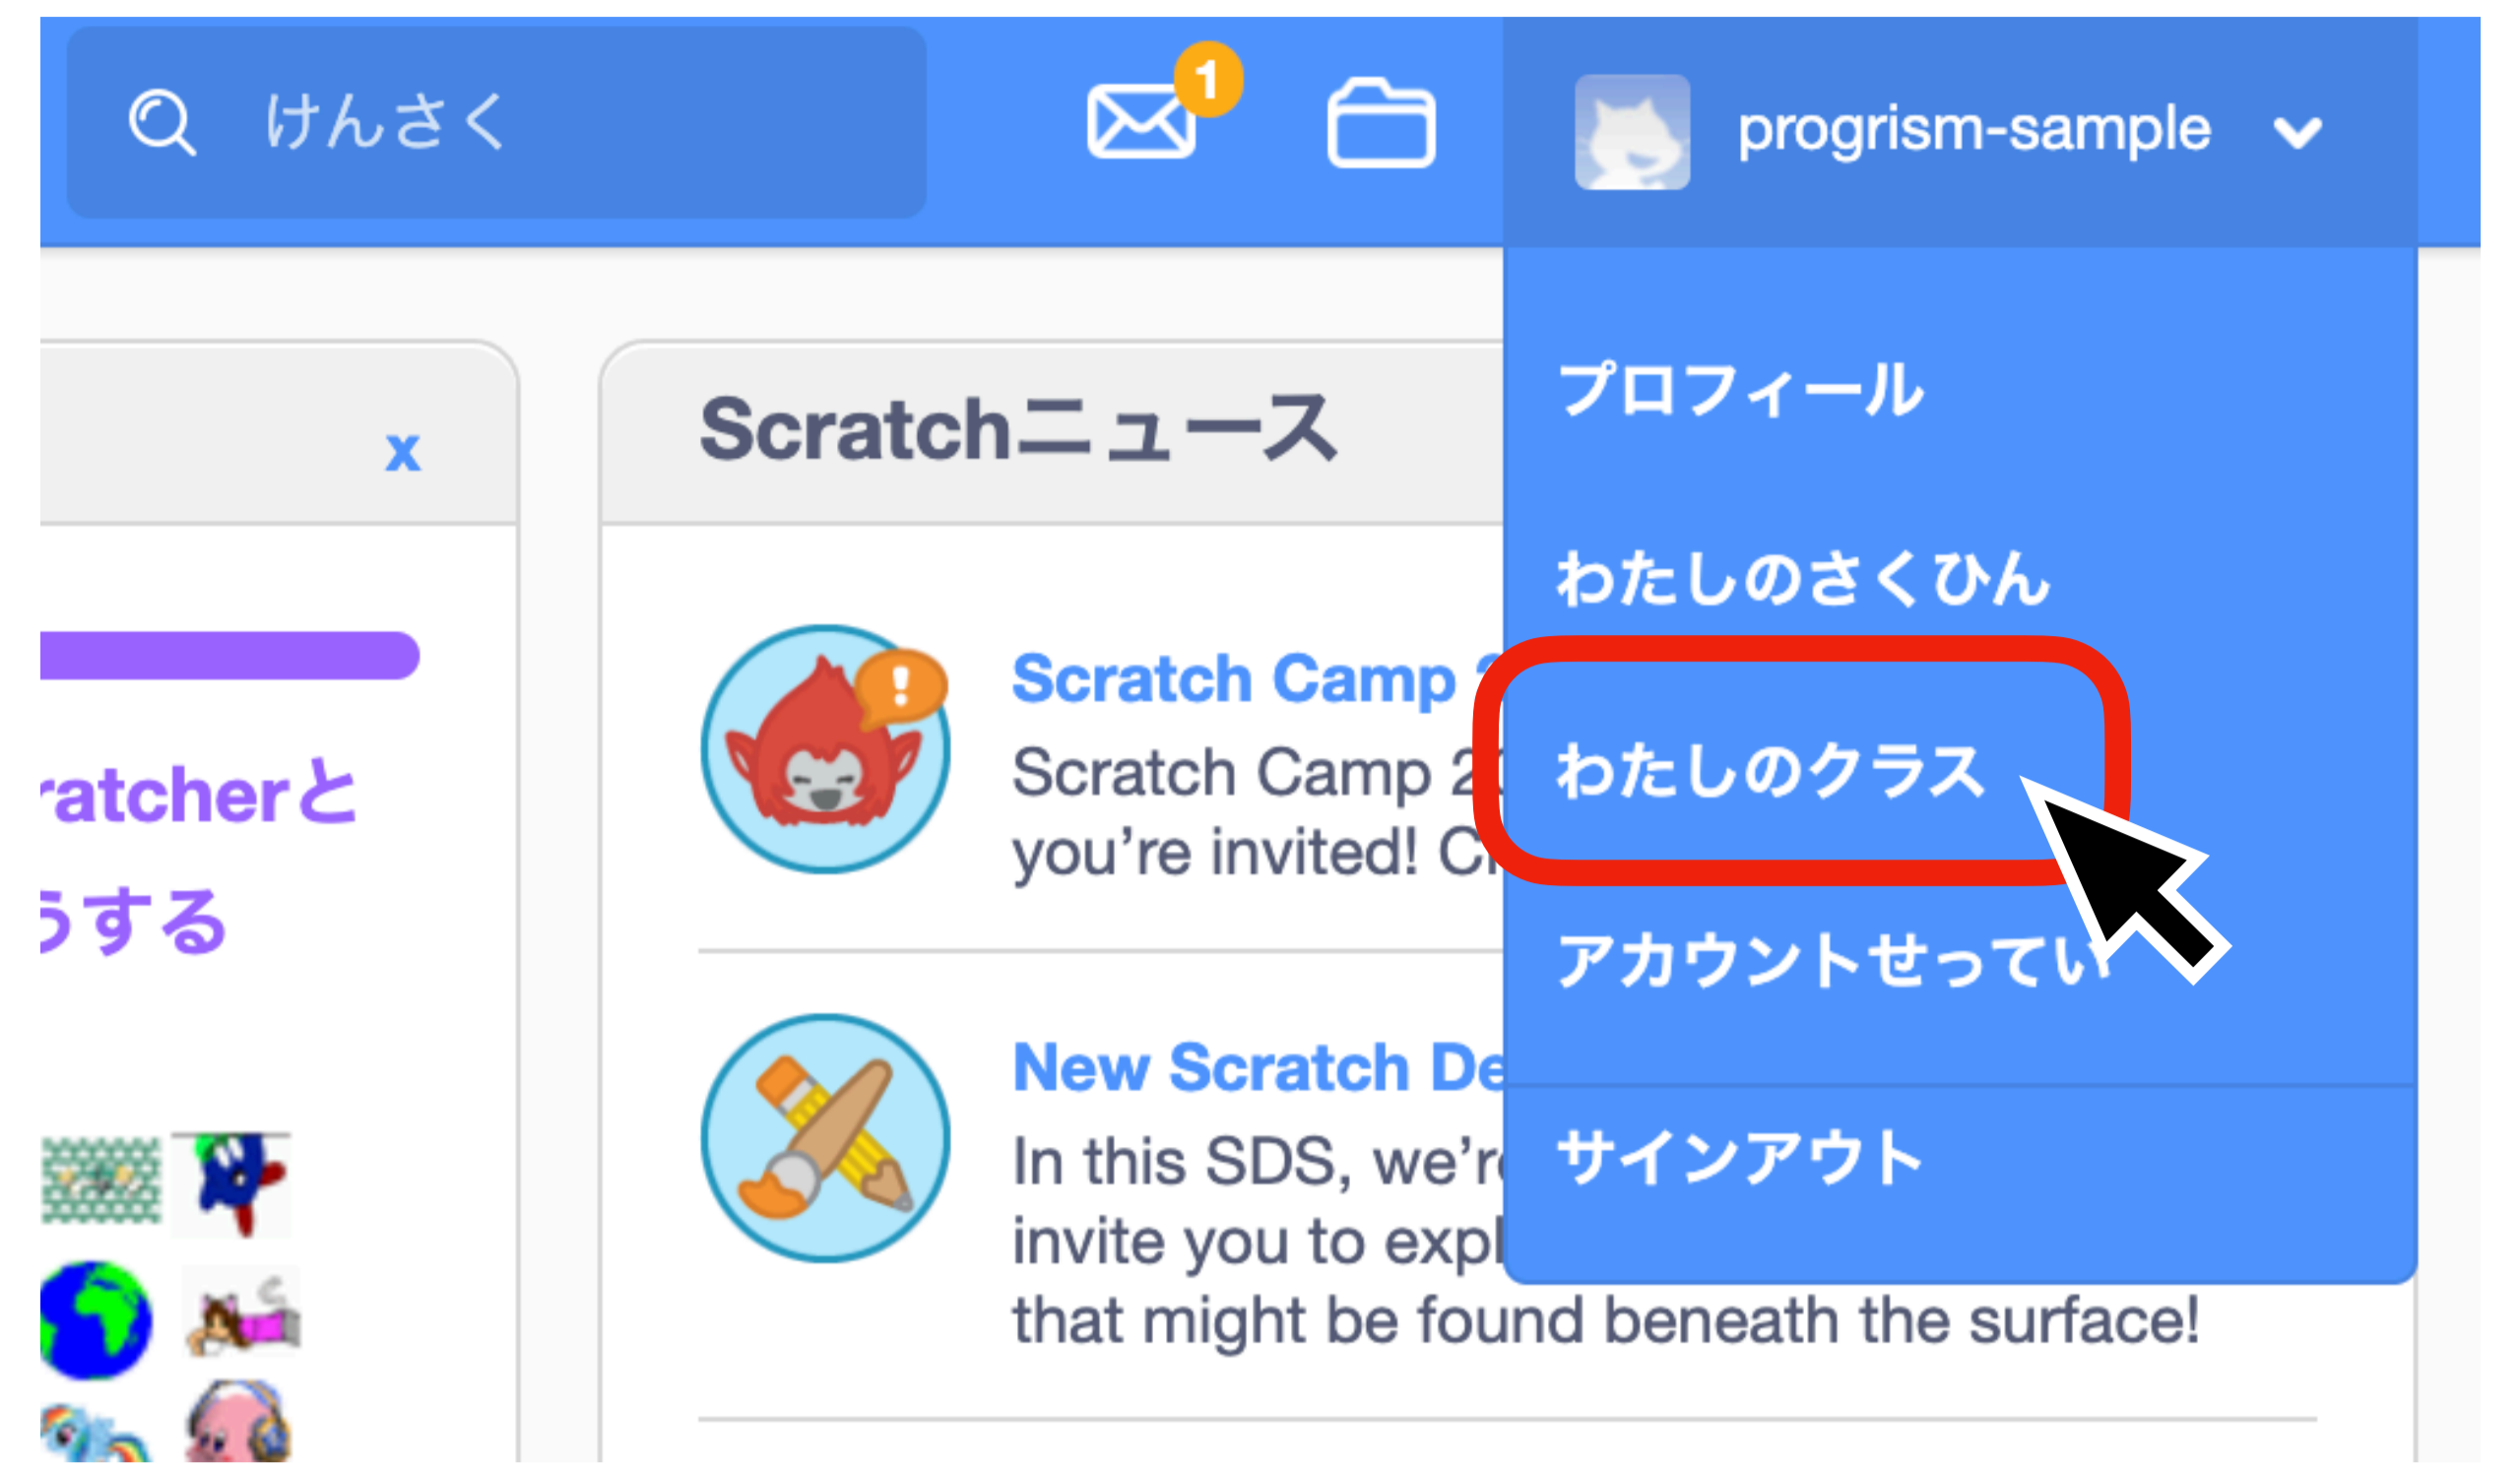 けんさく
1
progrism-sample
x
Scratchニュース
ratcherと
うする
Scratch Camp
Scratch Camp
you're invited!
New Scratch
In this SDS,
invite you to
that might be found beneath the surface!
プロフィール
わたしのさくひん
わたしのクラス
アカウントせってい
サインアウト